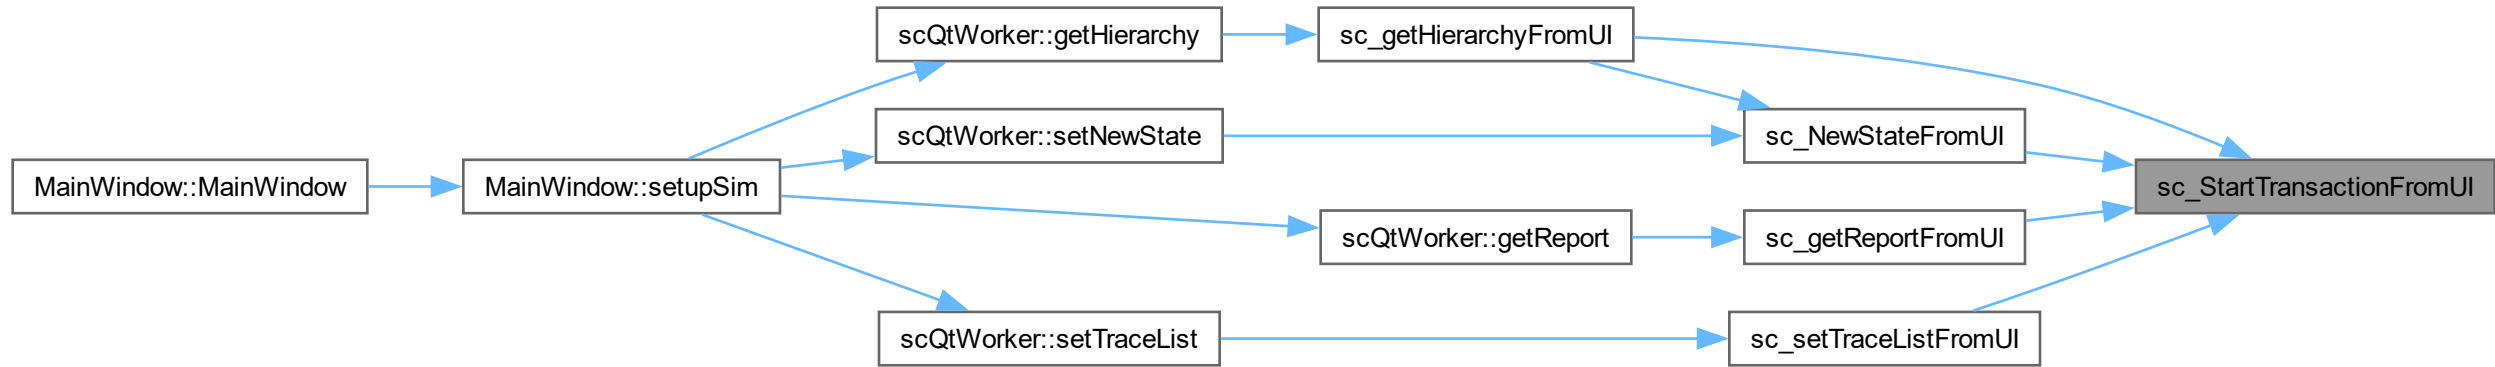 scQtWorker::getHierarchy
sc_getHierarchyFromUI
scQtWorker::setNewState
sc_NewStateFromUI
MainWindow::MainWindow
MainWindow::setupSim
sc_StartTransactionFromUI
scQtWorker::getReport
sc_getReportFromUI
scQtWorker::setTraceList
sc_setTraceListFromUI